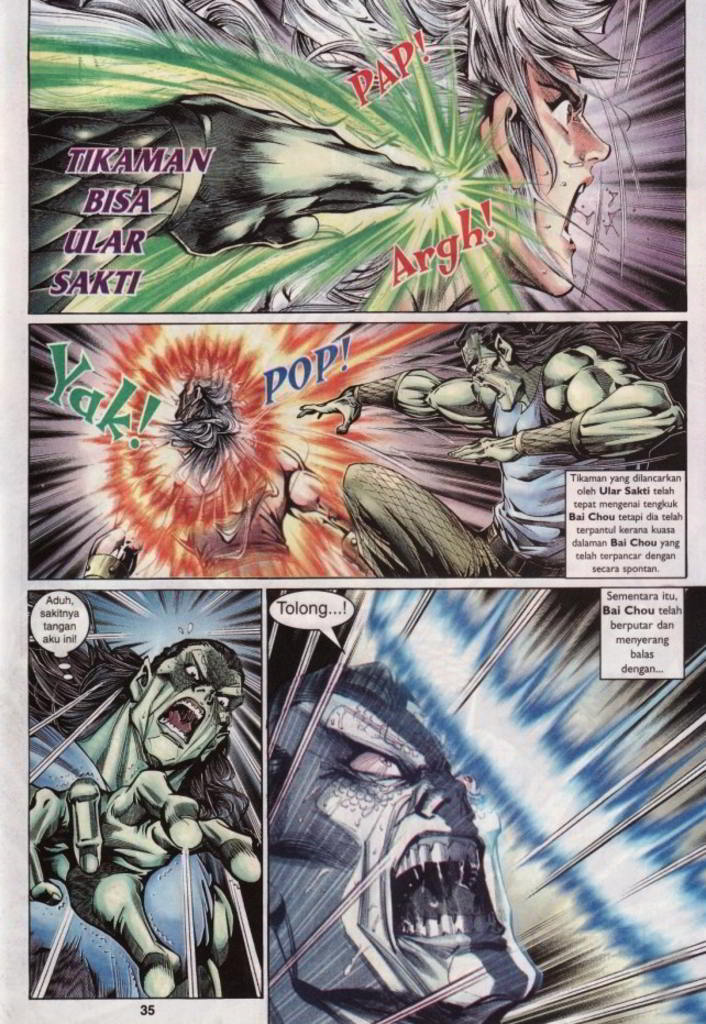 PAP!
TIKAMAN
BISA
ULAR
SAKTI
Argh!
Yak!
POP!
Tikaman yang dilancarkan
oleh Ular Sakti telah
tepat mengenai tengkuk
Bai Chou tetapi dia telah
terpantul kerana kuasa
dalaman Bai Chou yang
telah terpancar dengan
secara spontan.
Aduh,
sakitnya
tangan
aku ini!
Tolong...!
Sementara itu,
Bai Chou telah
berputar dan
menyerang
balas
dengan...
35